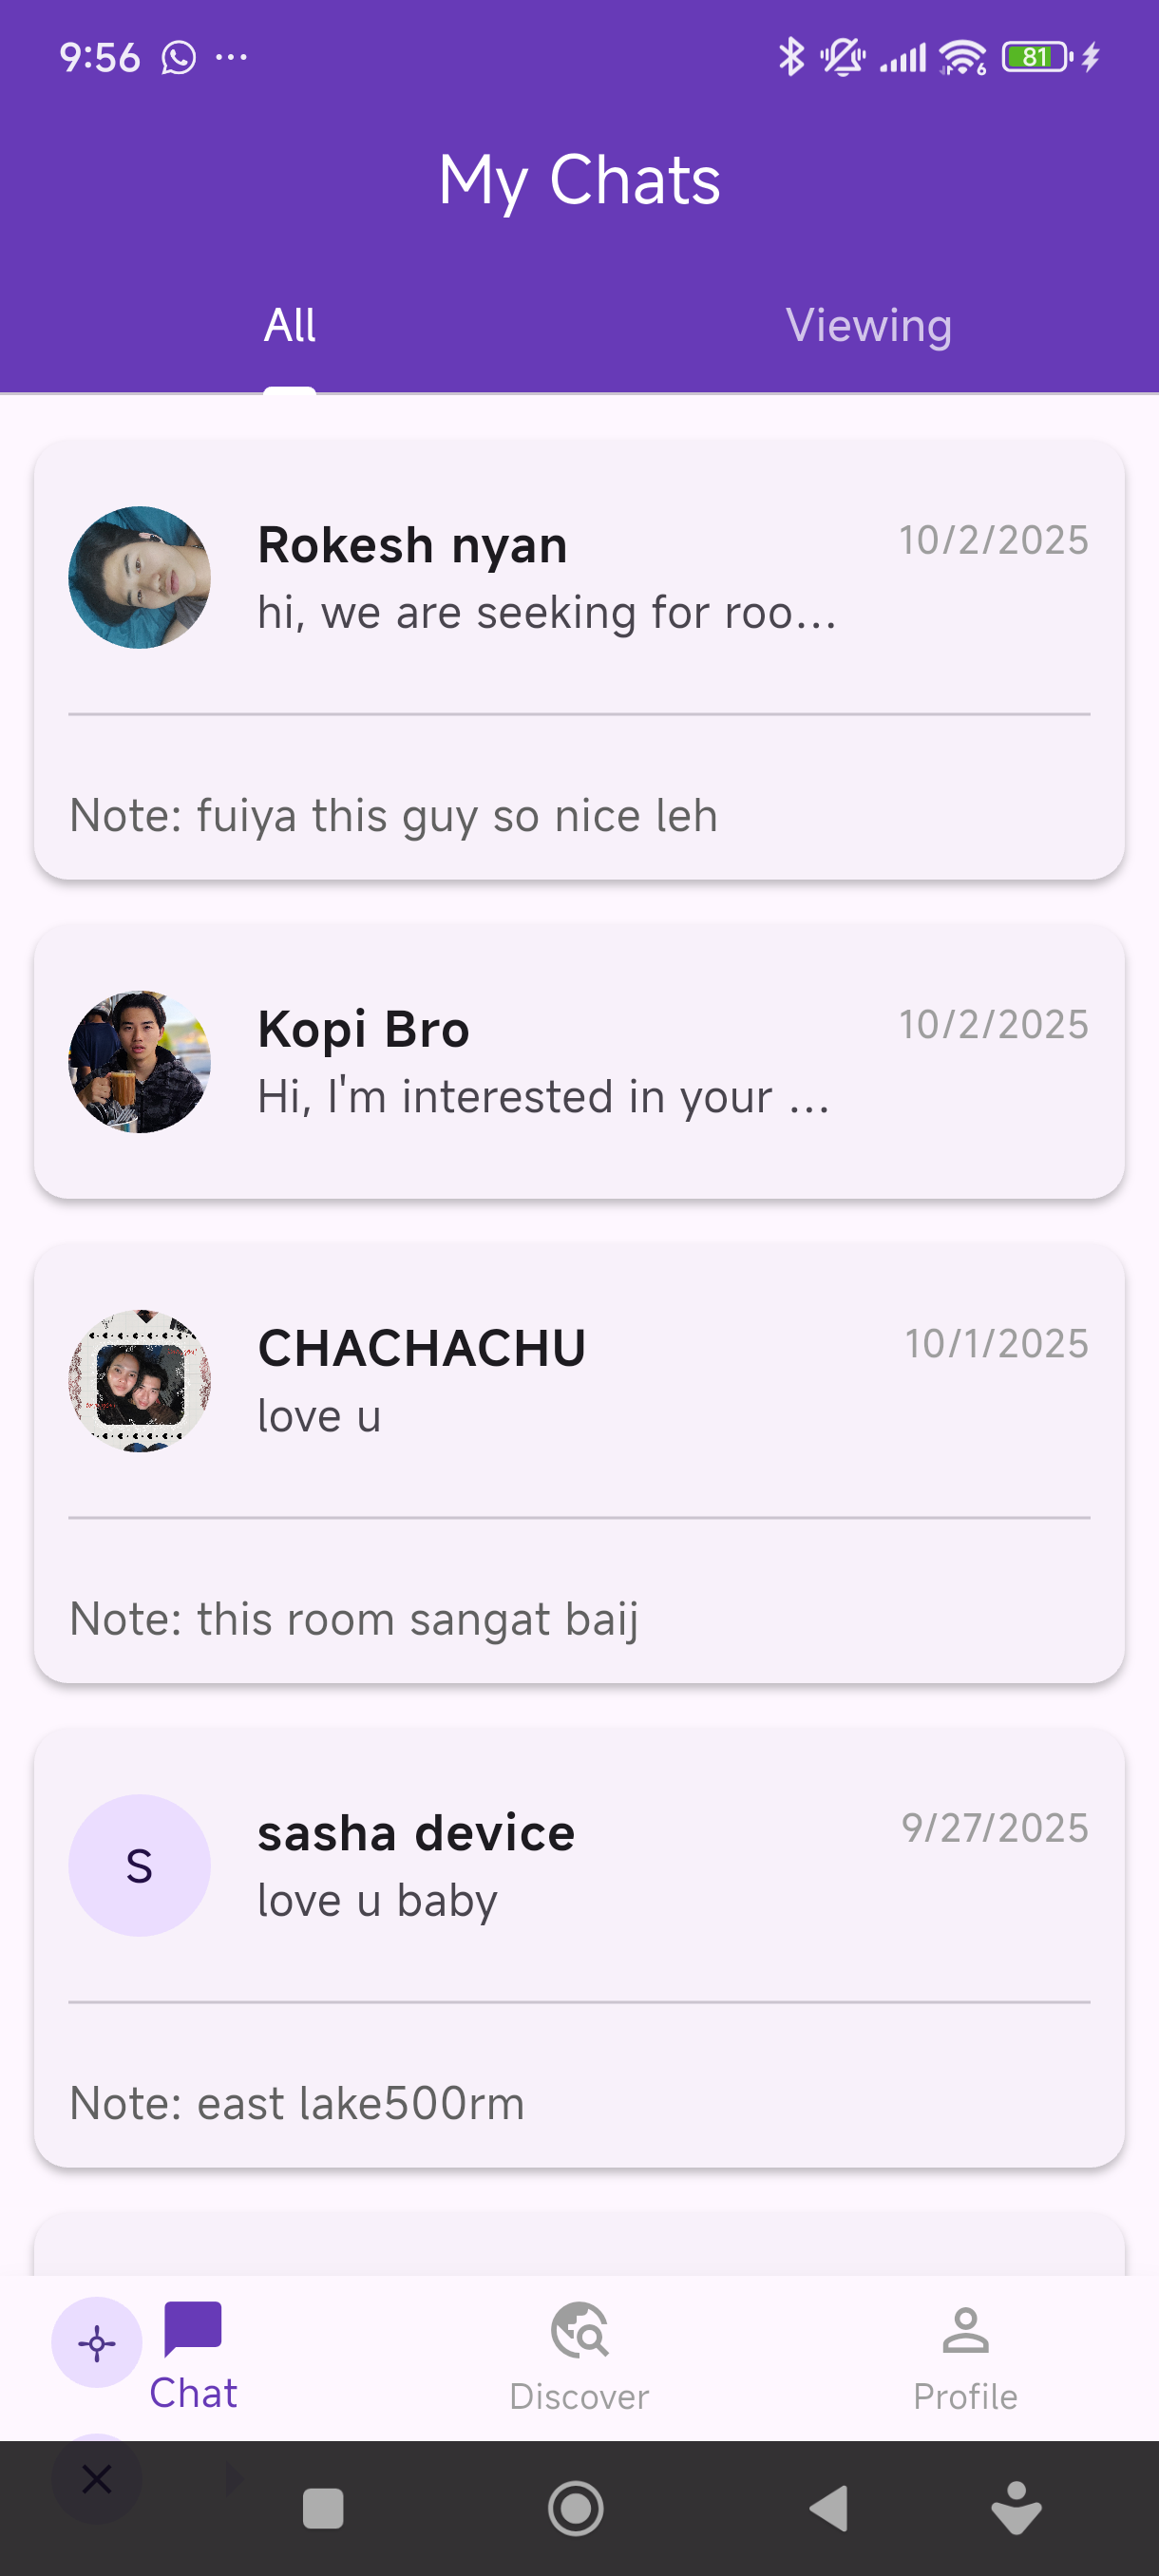 9:56
81
My Chats
All
Viewing
Rokesh nyan
10/2/2025
hi, we are seeking for roo...
Note: fuiya this guy so nice leh
Kopi Bro
10/2/2025
Hi, I'm interested in your ...
CHACHACHU
10/1/2025
love u
Note: this room sangat baij
S
sasha device
9/27/2025
love u baby
Note: east lake500rm
Chat
Discover
Profile